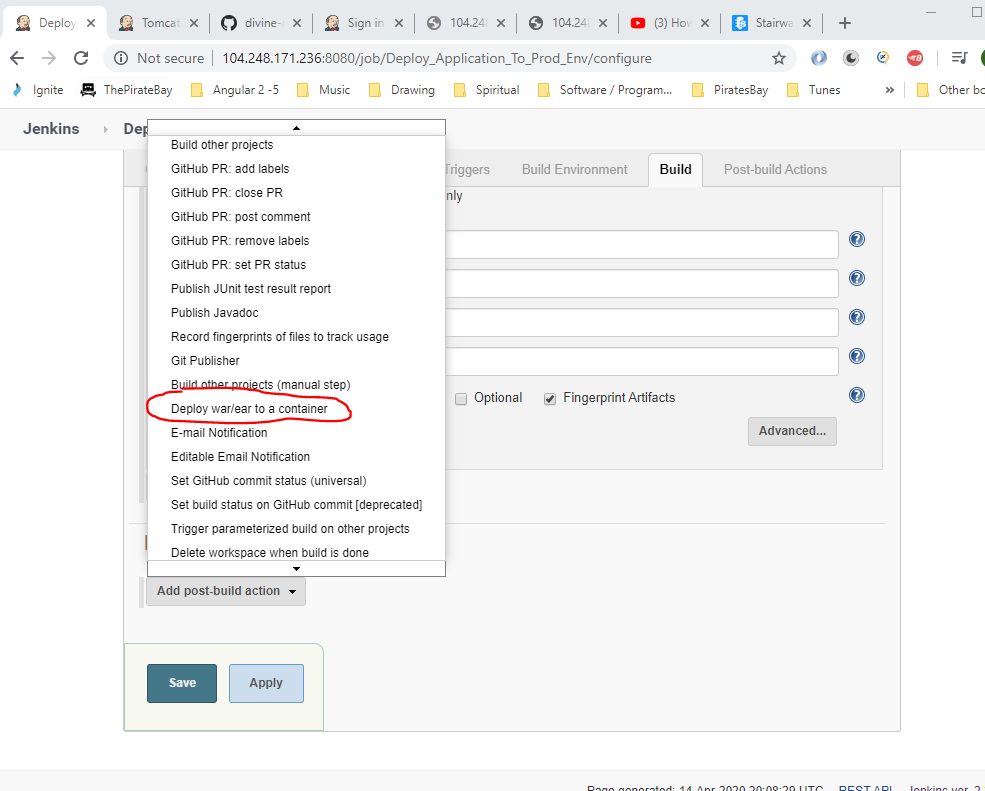 Deploy
Tomcat
divine-
Sign in
104.248
104.248
(3) How
Stairwa
Not secure
104.248.171.236:8080/job/Deploy_Application_To_Prod_Env/configure
Ignite
ThePirateBay
Angular 2 -5
Music
Drawing
Spiritual
Software / Program...
PiratesBay
Tunes
»
Other bo
Jenkins
Dep
Triggers
Build Environment
Build
Post-build Actions
nly
Build other projects
GitHub PR: add labels
GitHub PR: close PR
GitHub PR: post comment
GitHub PR: remove labels
GitHub PR: set PR status
Publish JUnit test result report
Publish Javadoc
Record fingerprints of files to track usage
Git Publisher
Build other projects (manual step)
Deploy war/ear to a container
E-mail Notification
Editable Email Notification
Set GitHub commit status (universal)
Set build status on GitHub commit [deprecated]
Trigger parameterized build on other projects
Delete workspace when build is done
Optional
Fingerprint Artifacts
Advanced...
Add post-build action
Save
Apply
Page generated: 14-Apr-2020 20:08:29 UTC
REST API
Jenkins ver. 2